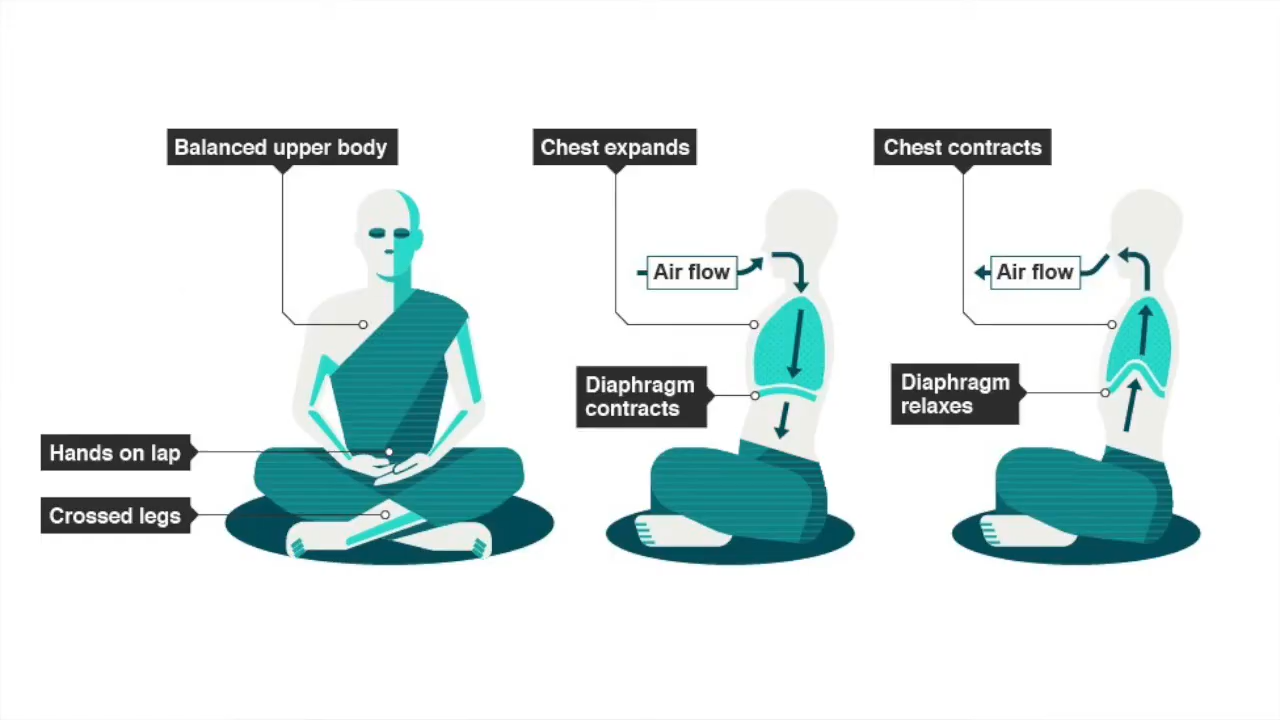 Balanced upper body
Hands on lap
Crossed legs
Chest expands
Air flow
Diaphragm
contracts
Chest contracts
Air flow
Diaphragm
relaxes